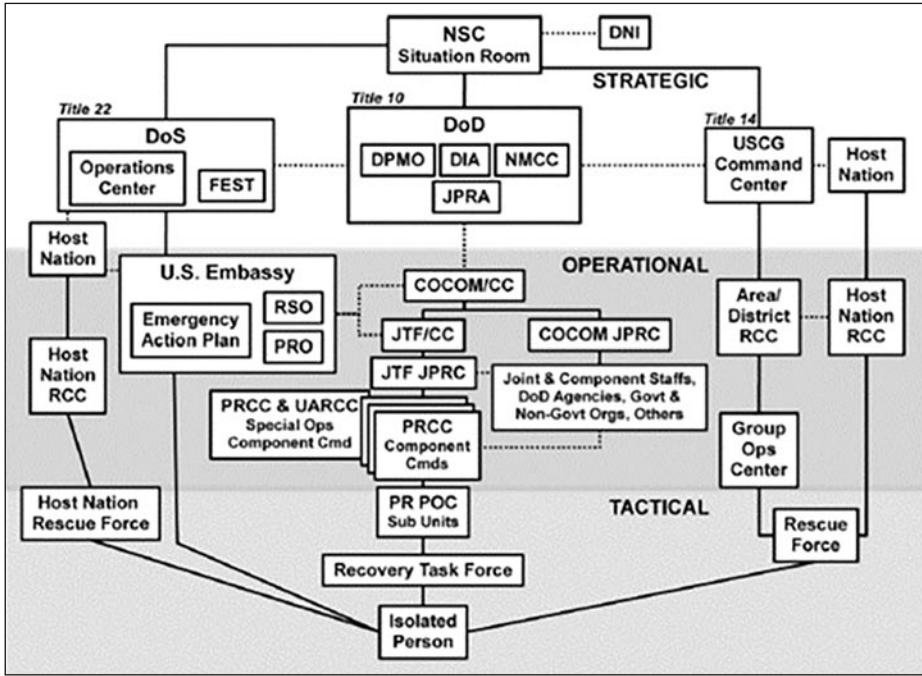 NSC
Situation Room
DNI
STRATEGIC
Title 22
Title 10
Title 14
DoS
Operations
Center
FEST
DoD
DPMO
DIA
NMCC
JPRA
USCG
Command
Center
Host
Nation
Host
Nation
OPERATIONAL
U.S. Embassy
Emergency
Action Plan
RSO
PRO
COCOM/CC
JTF/CC
COCOM JPRC
Area/
District
RCC
Host
Nation
RCC
Host
Nation
RCC
JTF JPRC
Joint & Component Staffs,
DoD Agencies, Govt &
Non-Govt Orgs, Others
PRCC & UARCC
Special Ops
Component Cmd
PRCC
Component
Cmds
Group
Ops
Center
TACTICAL
Host Nation
Rescue Force
PR POC
Sub Units
Rescue
Force
Recovery Task Force
Isolated
Person